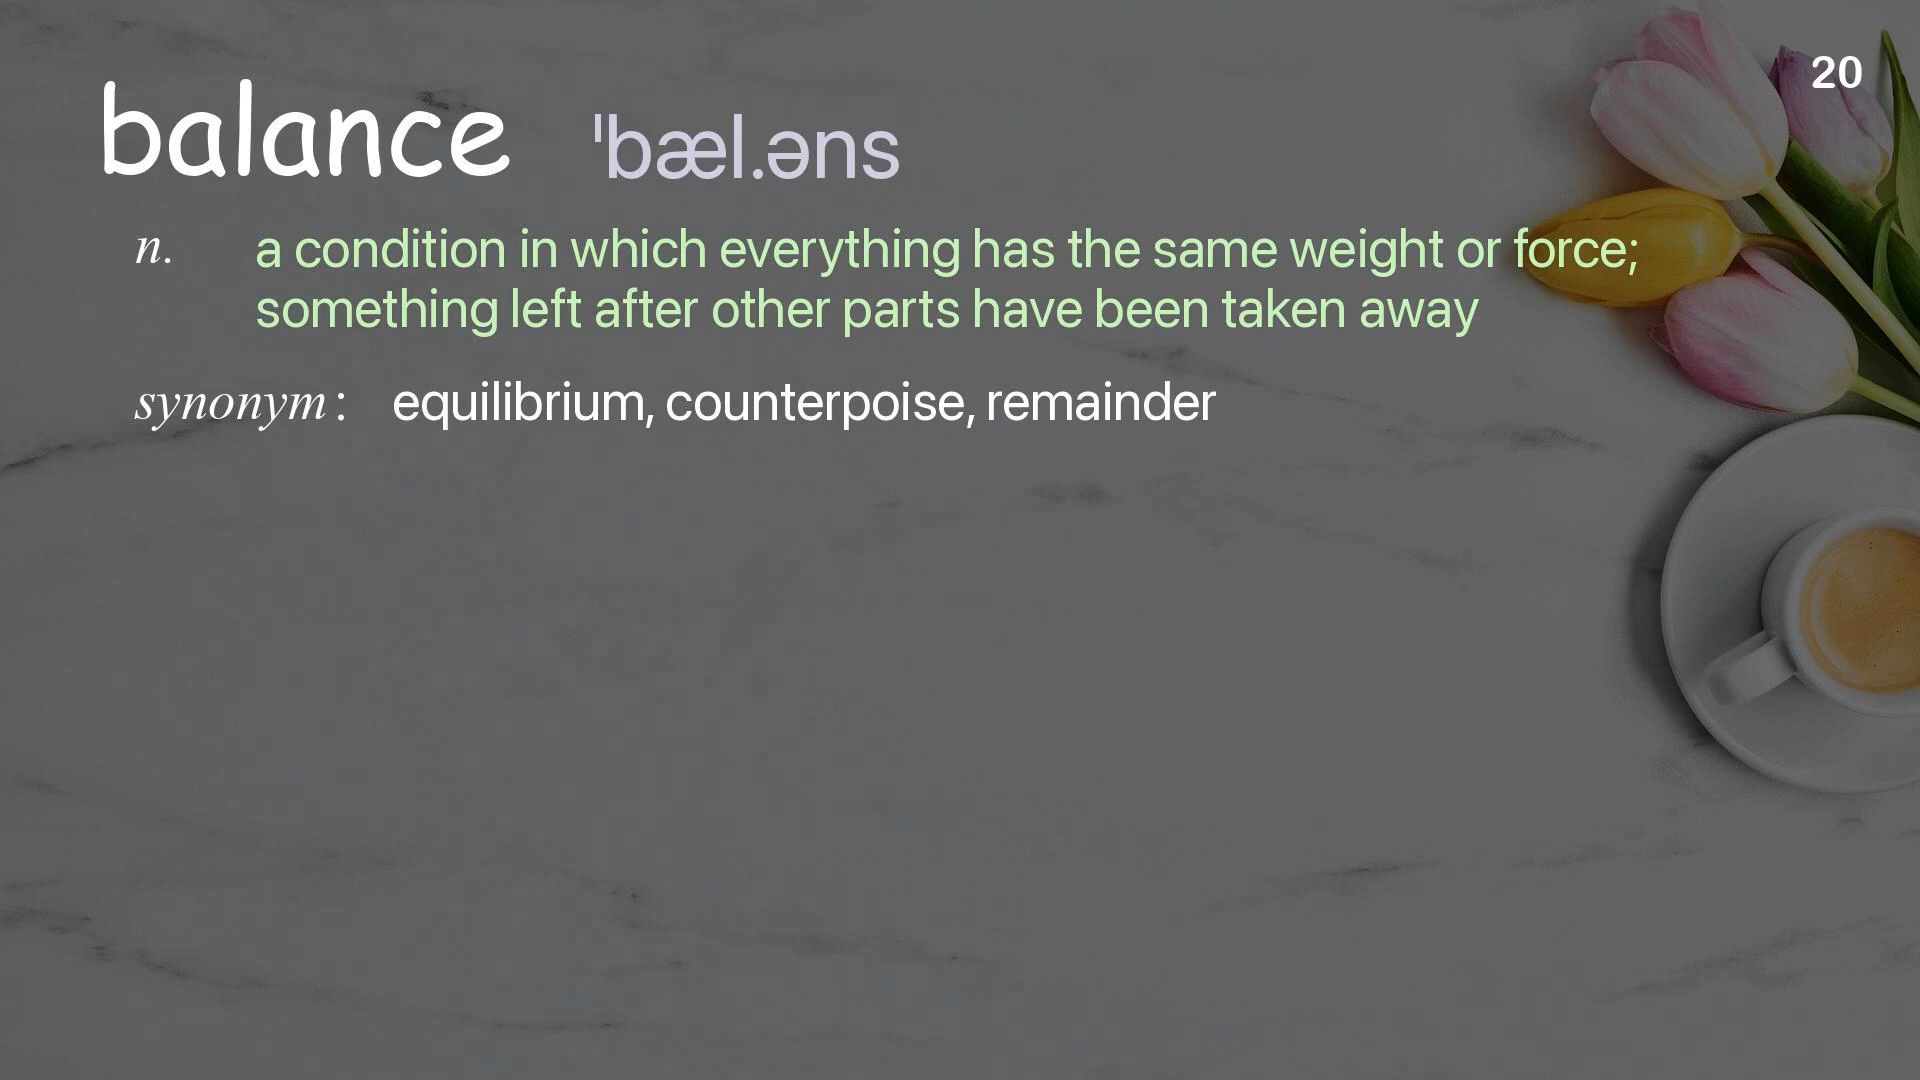 20
balance ˈbæl.əns
n. a condition in which everything has the same weight or force;
something left after other parts have been taken away
synonym: equilibrium, counterpoise, remainder